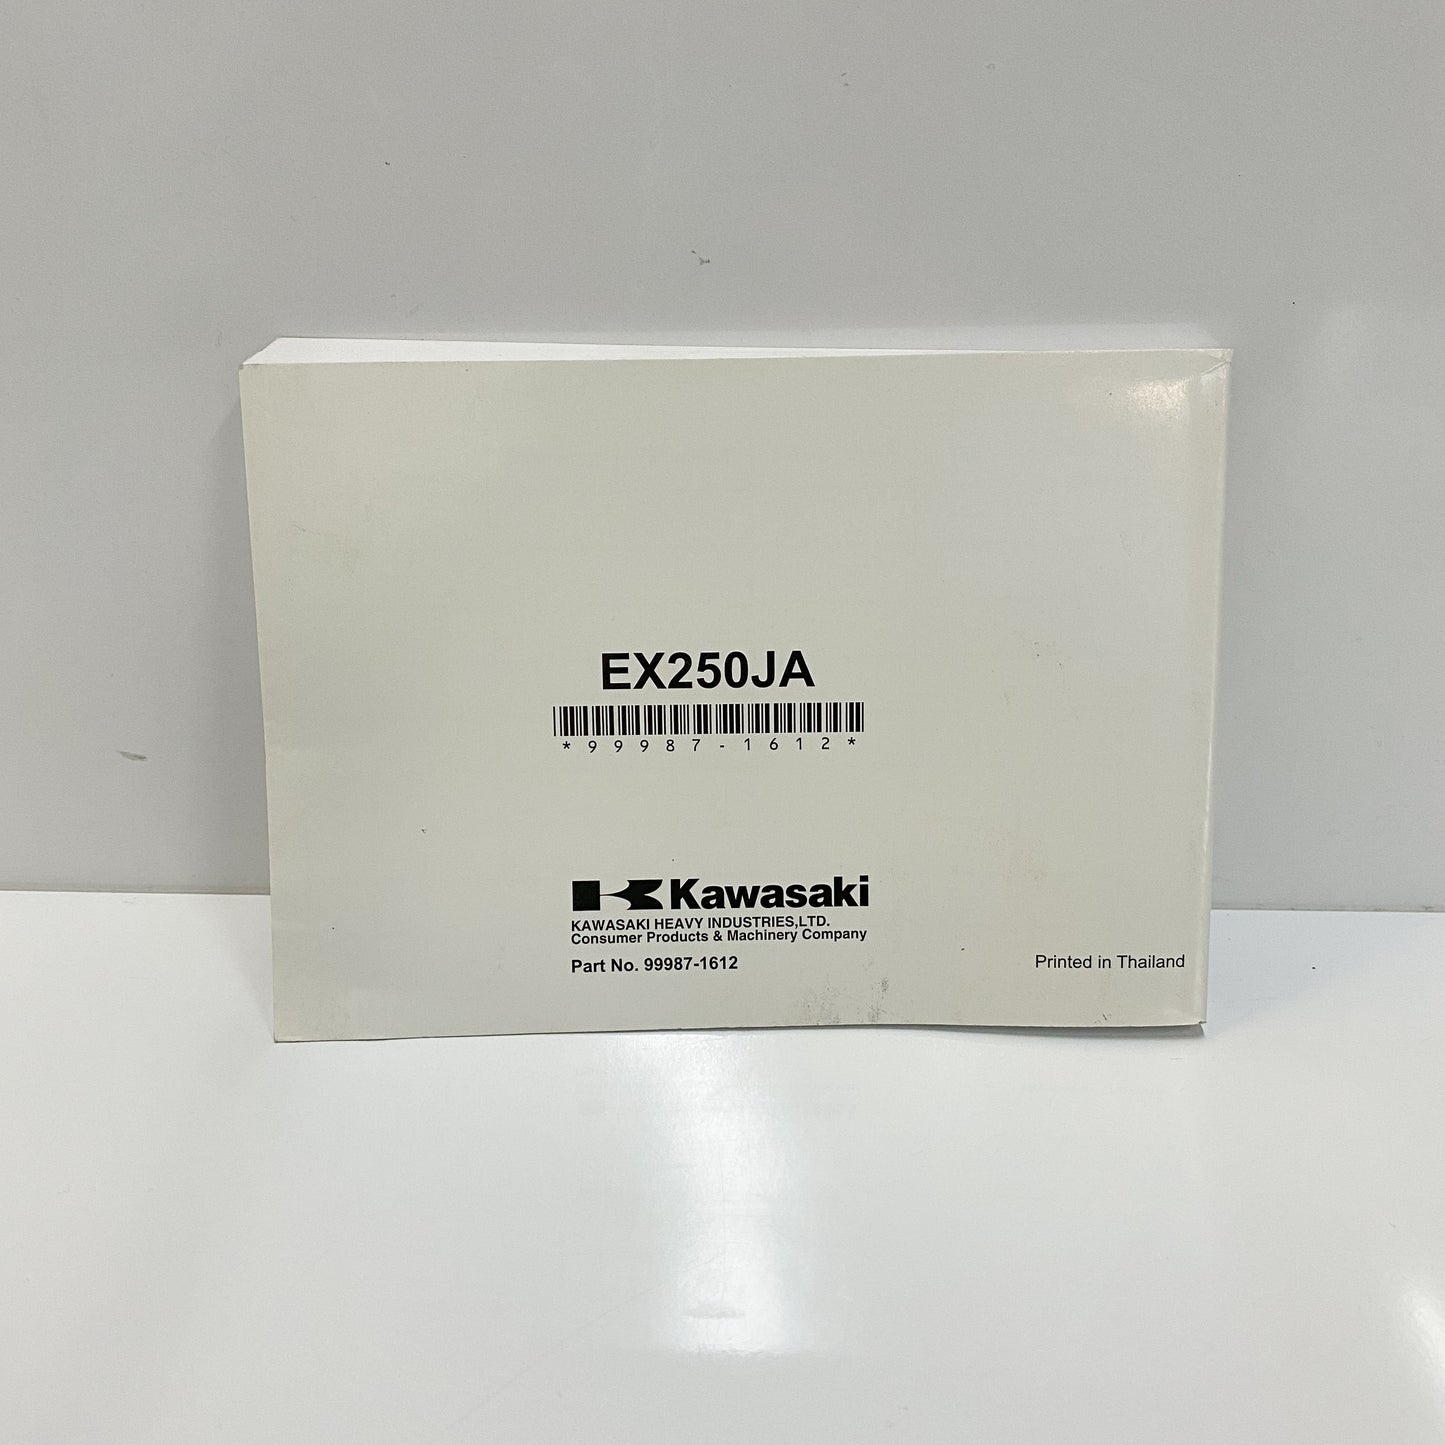 EX250JA
*99987-1612*
Kawasaki
KAWASAKI HEAVY INDUSTRIES,LTD.
Consumer Products & Machinery Company
Part No. 99987-1612
Printed in Thailand